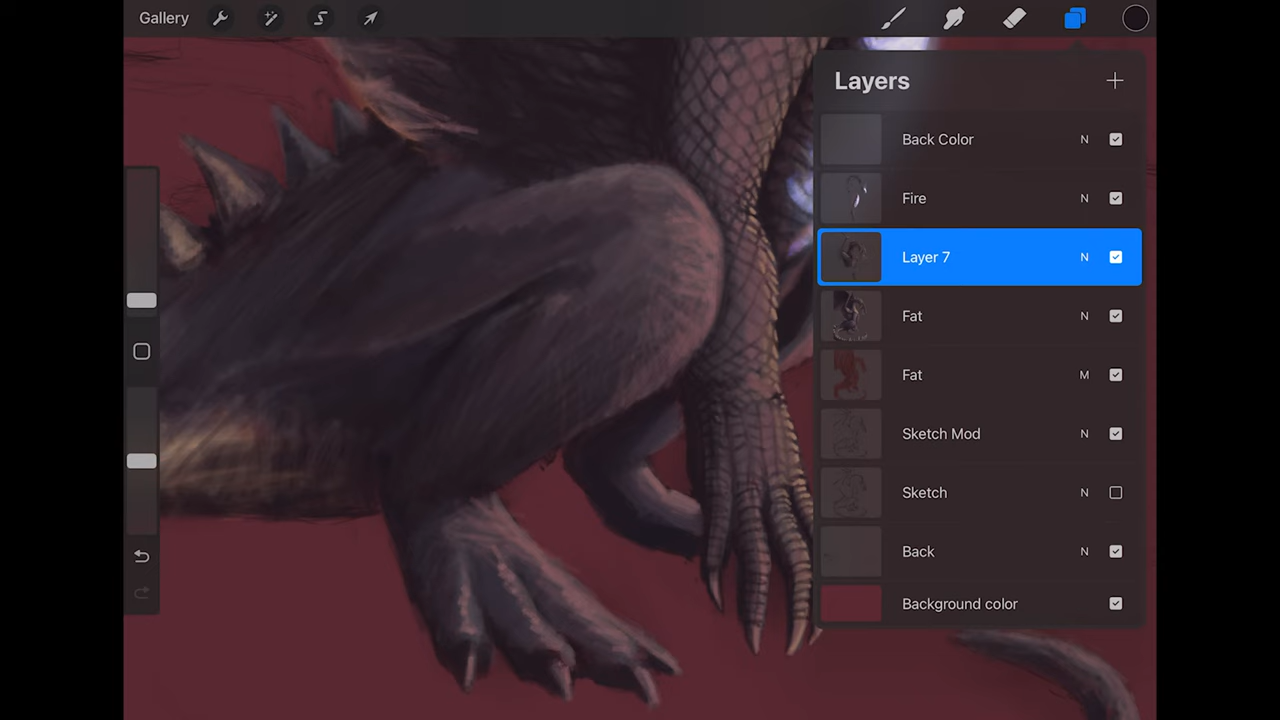 Gallery
Layers
Back Color N
Fire N
Layer 7 N
Fat N
Fat M
Sketch Mod N
Sketch N
Back N
Background color